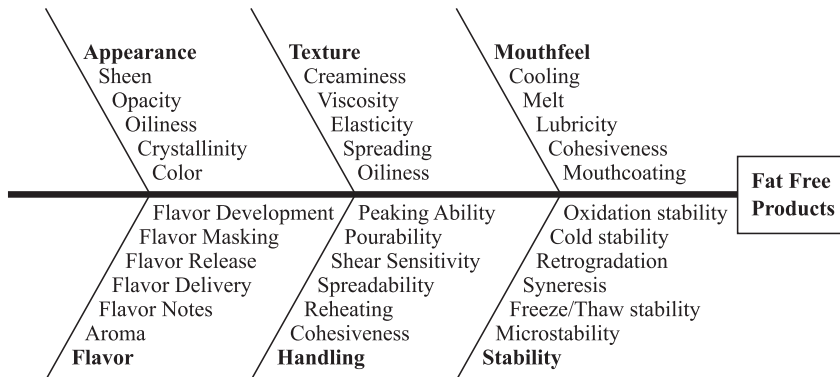 Appearance
Sheen
Opacity
Oiliness
Crystallinity
Color
Texture
Creaminess
Viscosity
Elasticity
Spreading
Oiliness
Mouthfeel
Cooling
Melt
Lubricity
Cohesiveness
Mouthcoating
Fat Free
Products
Flavor Development
Flavor Masking
Flavor Release
Flavor Delivery
Flavor Notes
Aroma
Flavor
Peaking Ability
Pourability
Shear Sensitivity
Spreadability
Reheating
Cohesiveness
Handling
Oxidation stability
Cold stability
Retrogradation
Syneresis
Freeze/Thaw stability
Microstability
Stability